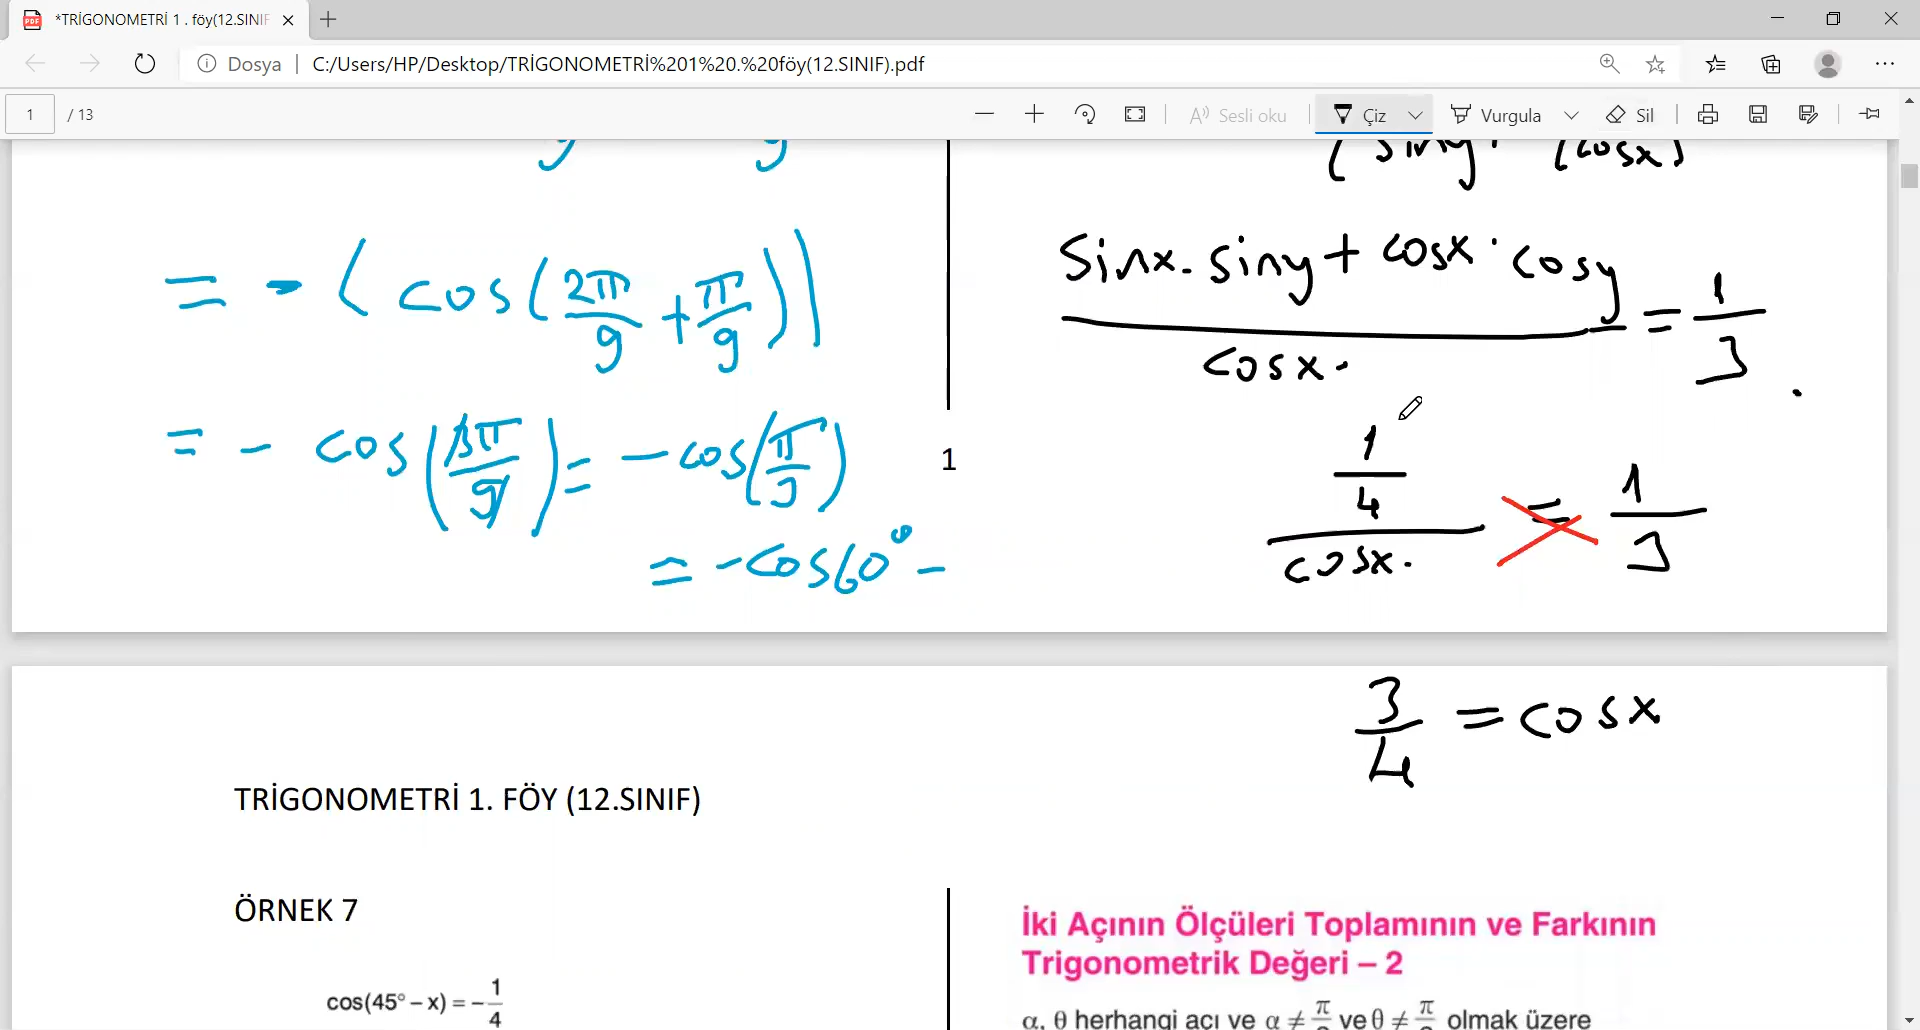 *TRİGONOMETRİ 1 . föy(12.SINIF
Dosya | C:/Users/HP/Desktop/TRİGONOMETRİ%201%20.%20föy(12.SINIF).pdf
1 / 13
Sesli oku
Çiz
Vurgula
Sil
= - (cos(2π/9 + π/9))
= - cos(3π/9) = - cos(π/3)
= - cos60° -
1
(siny. (cosx)
Sinx.siny + cosx.cosy / cosx. = 1/3 .
1/4 / cosx. = 1/3
3/4 = cosx
TRİGONOMETRİ 1. FÖY (12.SINIF)
ÖRNEK 7
cos(45° – x) = – 1/4
İki Açının Ölçüleri Toplamının ve Farkının
Trigonometrik Değeri – 2
α, θ herhangi açı ve α ≠ π/ ve θ ≠ π/ olmak üzere